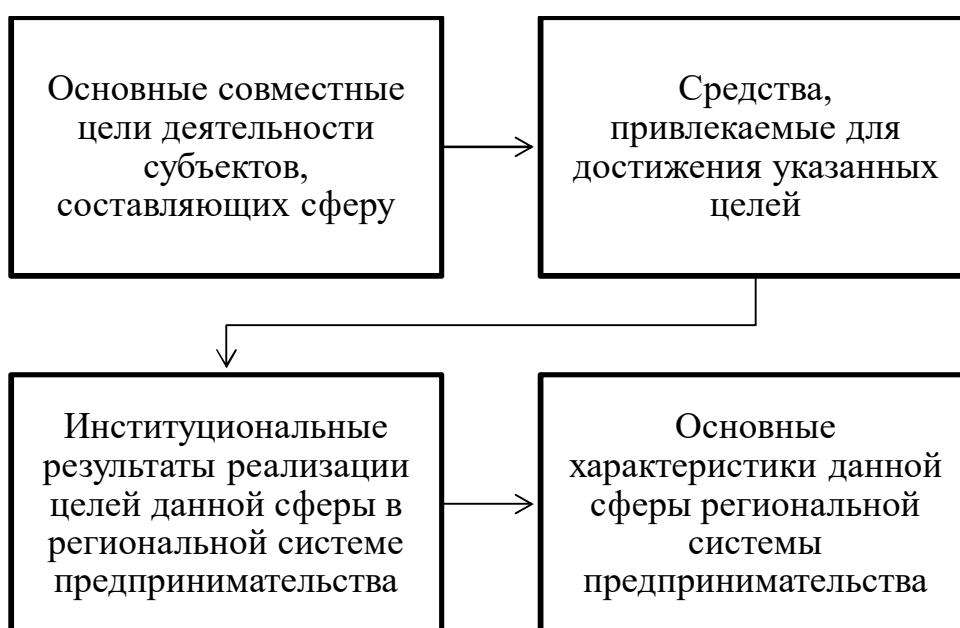 Основные совместные
цели деятельности
субъектов,
составляющих сферу
Средства,
привлекаемые для
достижения указанных
целей
Институциональные
результаты реализации
целей данной сферы в
региональной системе
предпринимательства
Основные
характеристики данной
сферы региональной
системы
предпринимательства